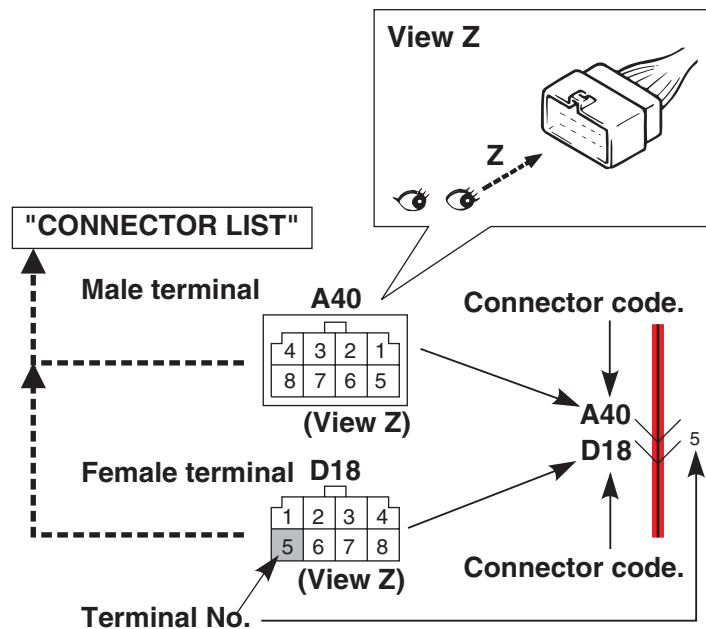 View Z
Z
"CONNECTOR LIST"
Male terminal
A40
Connector code.
4 3 2 1
8 7 6 5
(View Z)
A40
D18
5
Female terminal
D18
1 2 3 4
5 6 7 8
(View Z)
Connector code.
Terminal No.